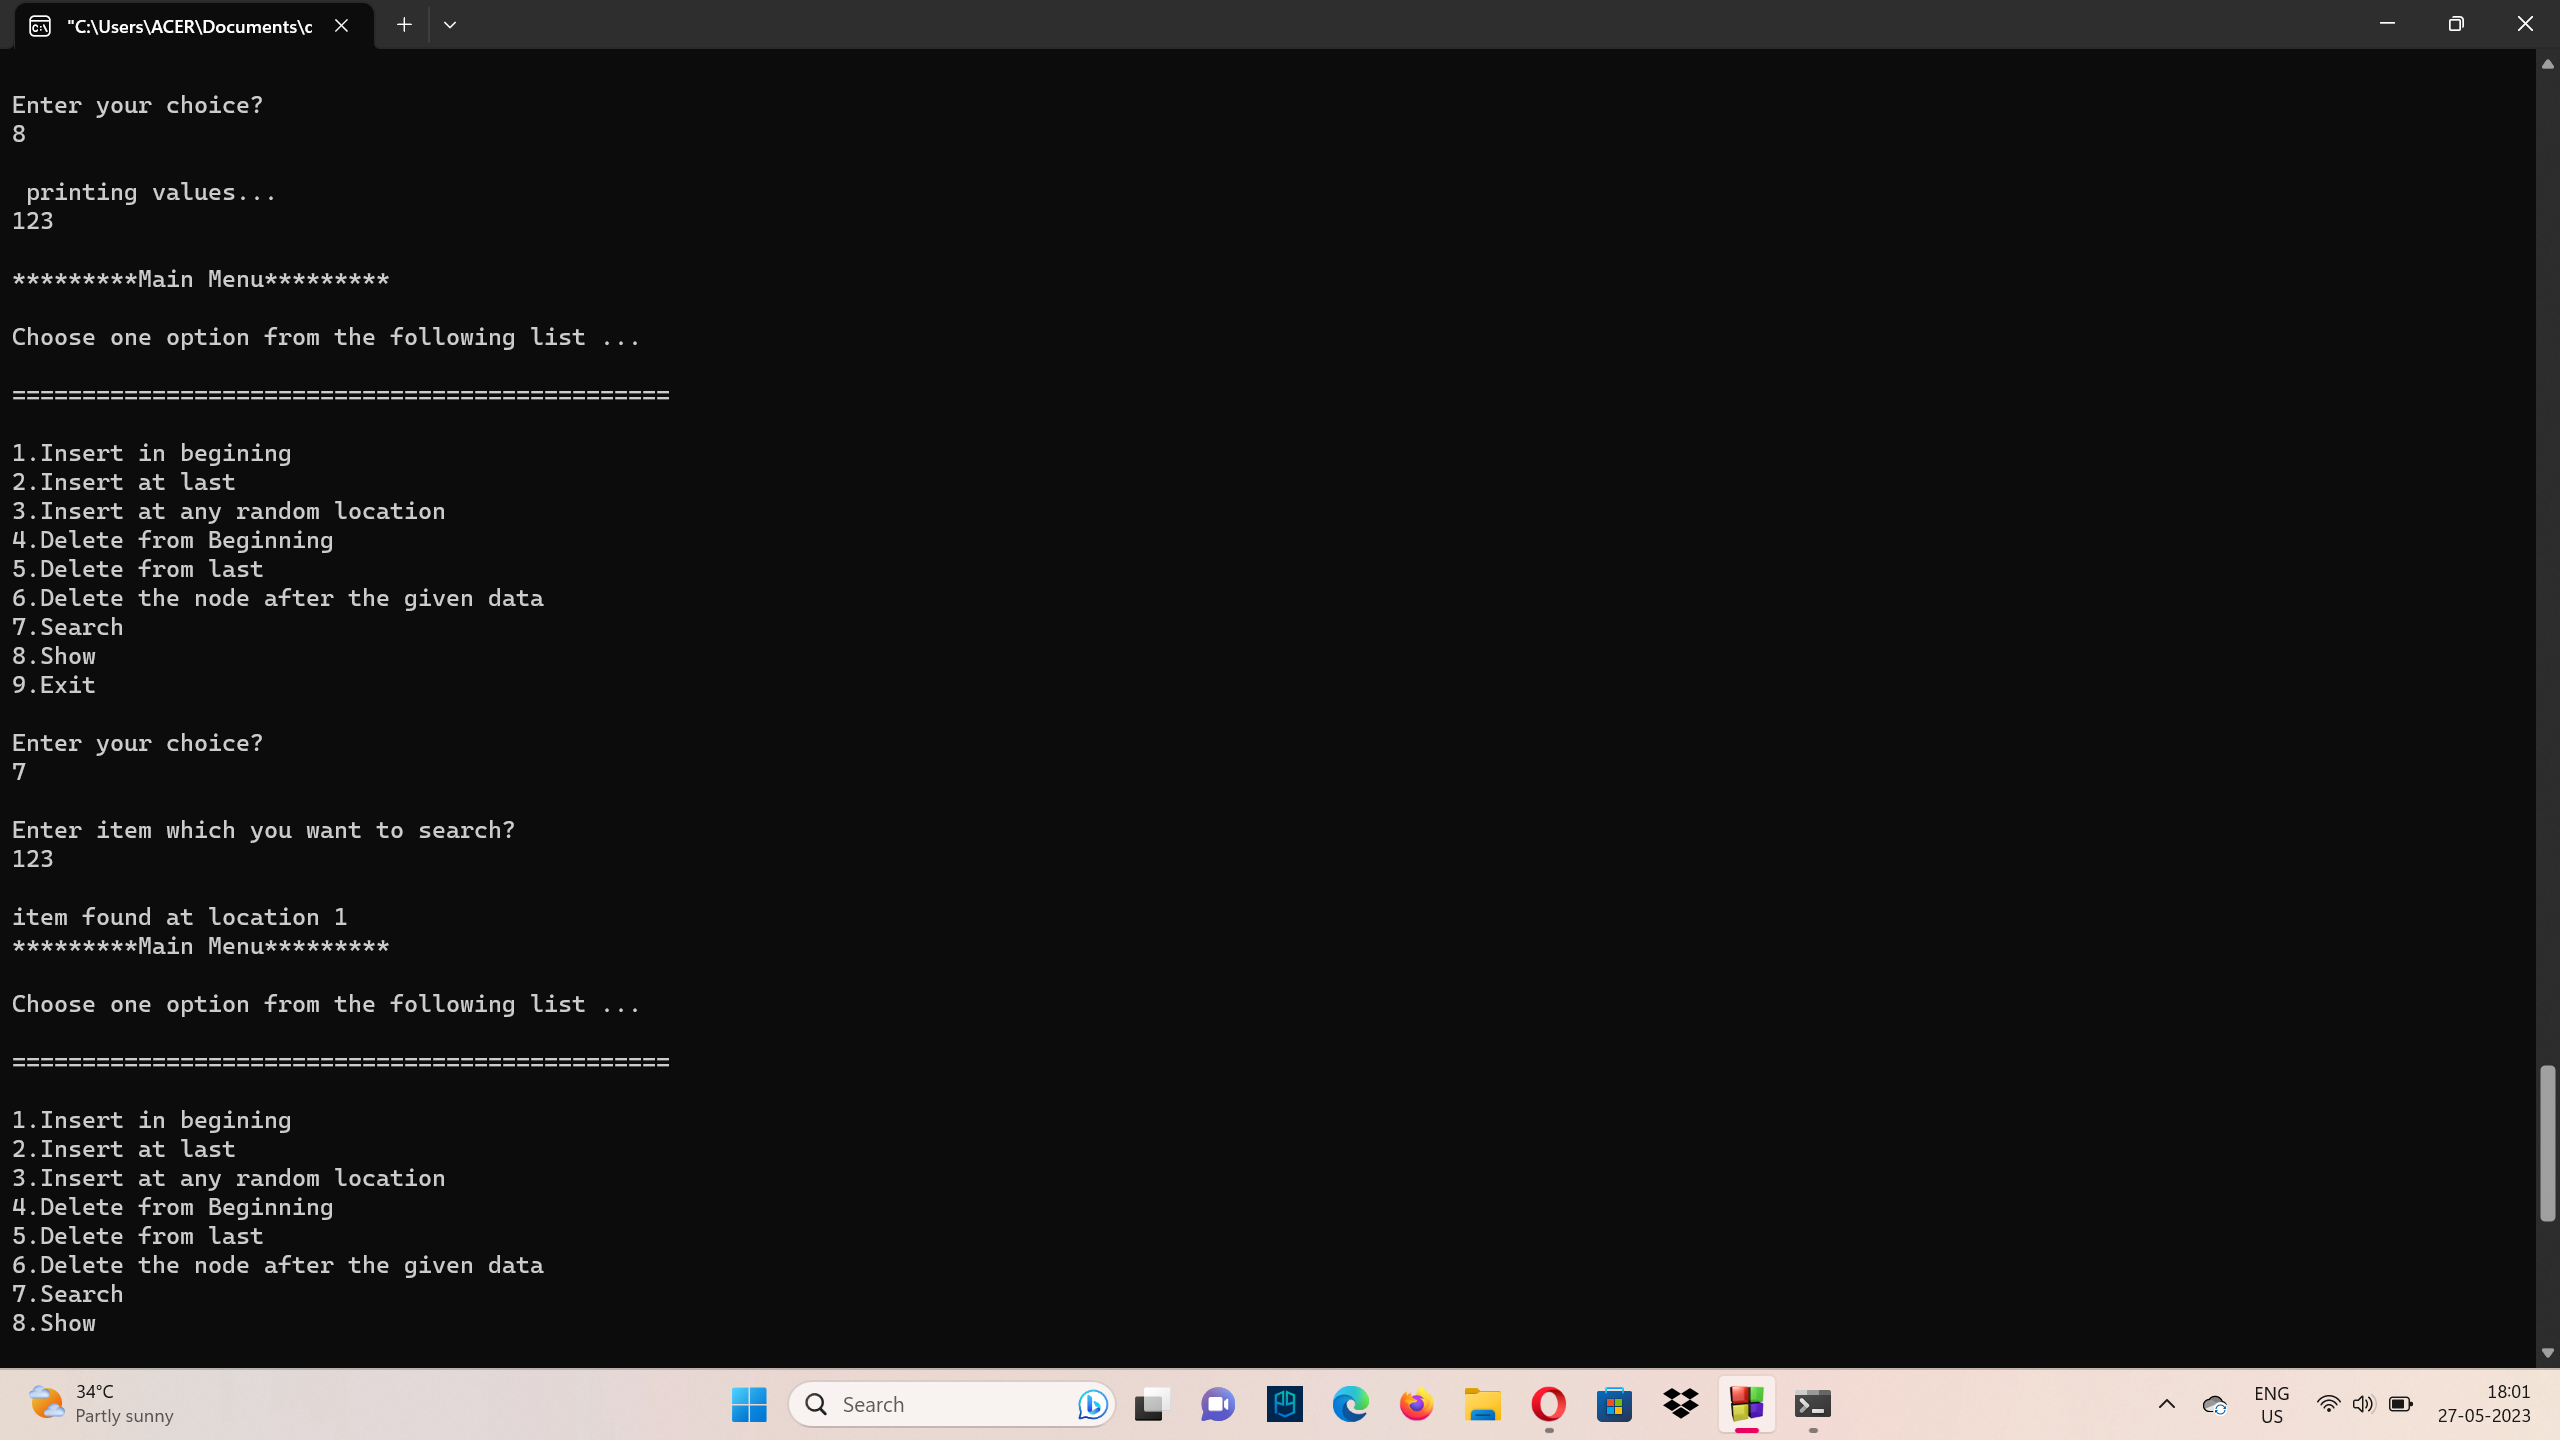 "C:\Users\ACER\Documents\c
Enter your choice?
8
printing values...
123
*********Main Menu*********
Choose one option from the following list ...
===============================================
1.Insert in begining
2.Insert at last
3.Insert at any random location
4.Delete from Beginning
5.Delete from last
6.Delete the node after the given data
7.Search
8.Show
9.Exit
Enter your choice?
7
Enter item which you want to search?
123
item found at location 1
*********Main Menu*********
Choose one option from the following list ...
===============================================
1.Insert in begining
2.Insert at last
3.Insert at any random location
4.Delete from Beginning
5.Delete from last
6.Delete the node after the given data
7.Search
8.Show
34°C
Partly sunny
Search
ENG
US
18:01
27-05-2023